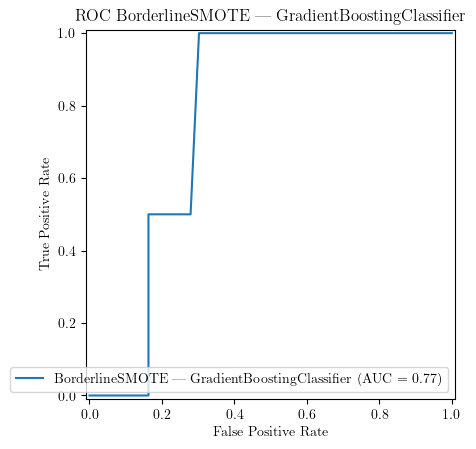 ROC BorderlineSMOTE — GradientBoostingClassifier
1.0
0.8
0.6
0.4
0.2
0.0
True Positive Rate
BorderlineSMOTE — GradientBoostingClassifier (AUC = 0.77)
0.0 0.2 0.4 0.6 0.8 1.0
False Positive Rate